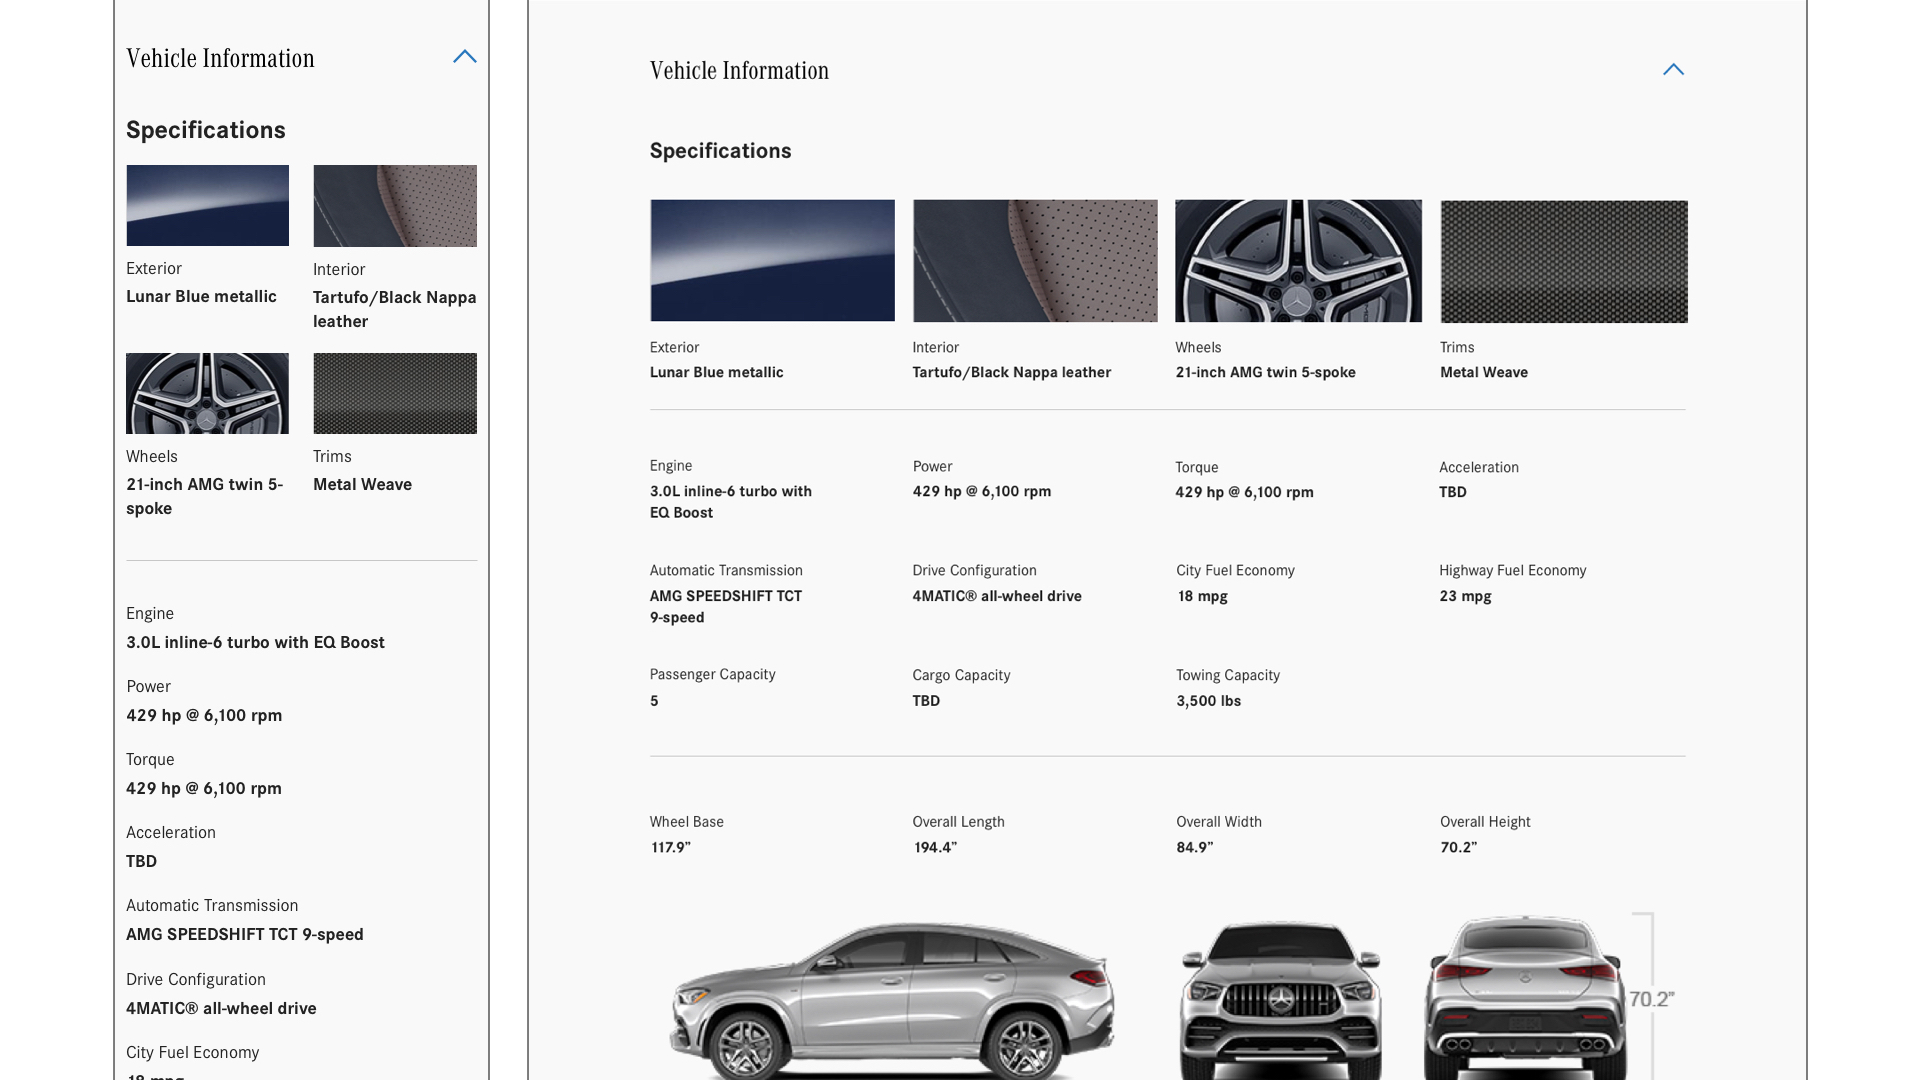 Vehicle Information
Specifications
Exterior
Lunar Blue metallic
Interior
Tartufo/Black Nappa
leather
Wheels
21-inch AMG twin 5-
spoke
Trims
Metal Weave
Engine
3.0L inline-6 turbo with EQ Boost
Power
429 hp @ 6,100 rpm
Torque
429 hp @ 6,100 rpm
Acceleration
TBD
Automatic Transmission
AMG SPEEDSHIFT TCT 9-speed
Drive Configuration
4MATIC® all-wheel drive
City Fuel Economy
18 mpg
Vehicle Information
Specifications
Exterior
Lunar Blue metallic
Interior
Tartufo/Black Nappa leather
Wheels
21-inch AMG twin 5-spoke
Trims
Metal Weave
Engine
3.0L inline-6 turbo with
EQ Boost
Power
429 hp @ 6,100 rpm
Torque
429 hp @ 6,100 rpm
Acceleration
TBD
Automatic Transmission
AMG SPEEDSHIFT TCT
9-speed
Drive Configuration
4MATIC® all-wheel drive
City Fuel Economy
18 mpg
Highway Fuel Economy
23 mpg
Passenger Capacity
5
Cargo Capacity
TBD
Towing Capacity
3,500 lbs
Wheel Base
117.9”
Overall Length
194.4”
Overall Width
84.9”
Overall Height
70.2”
70.2”